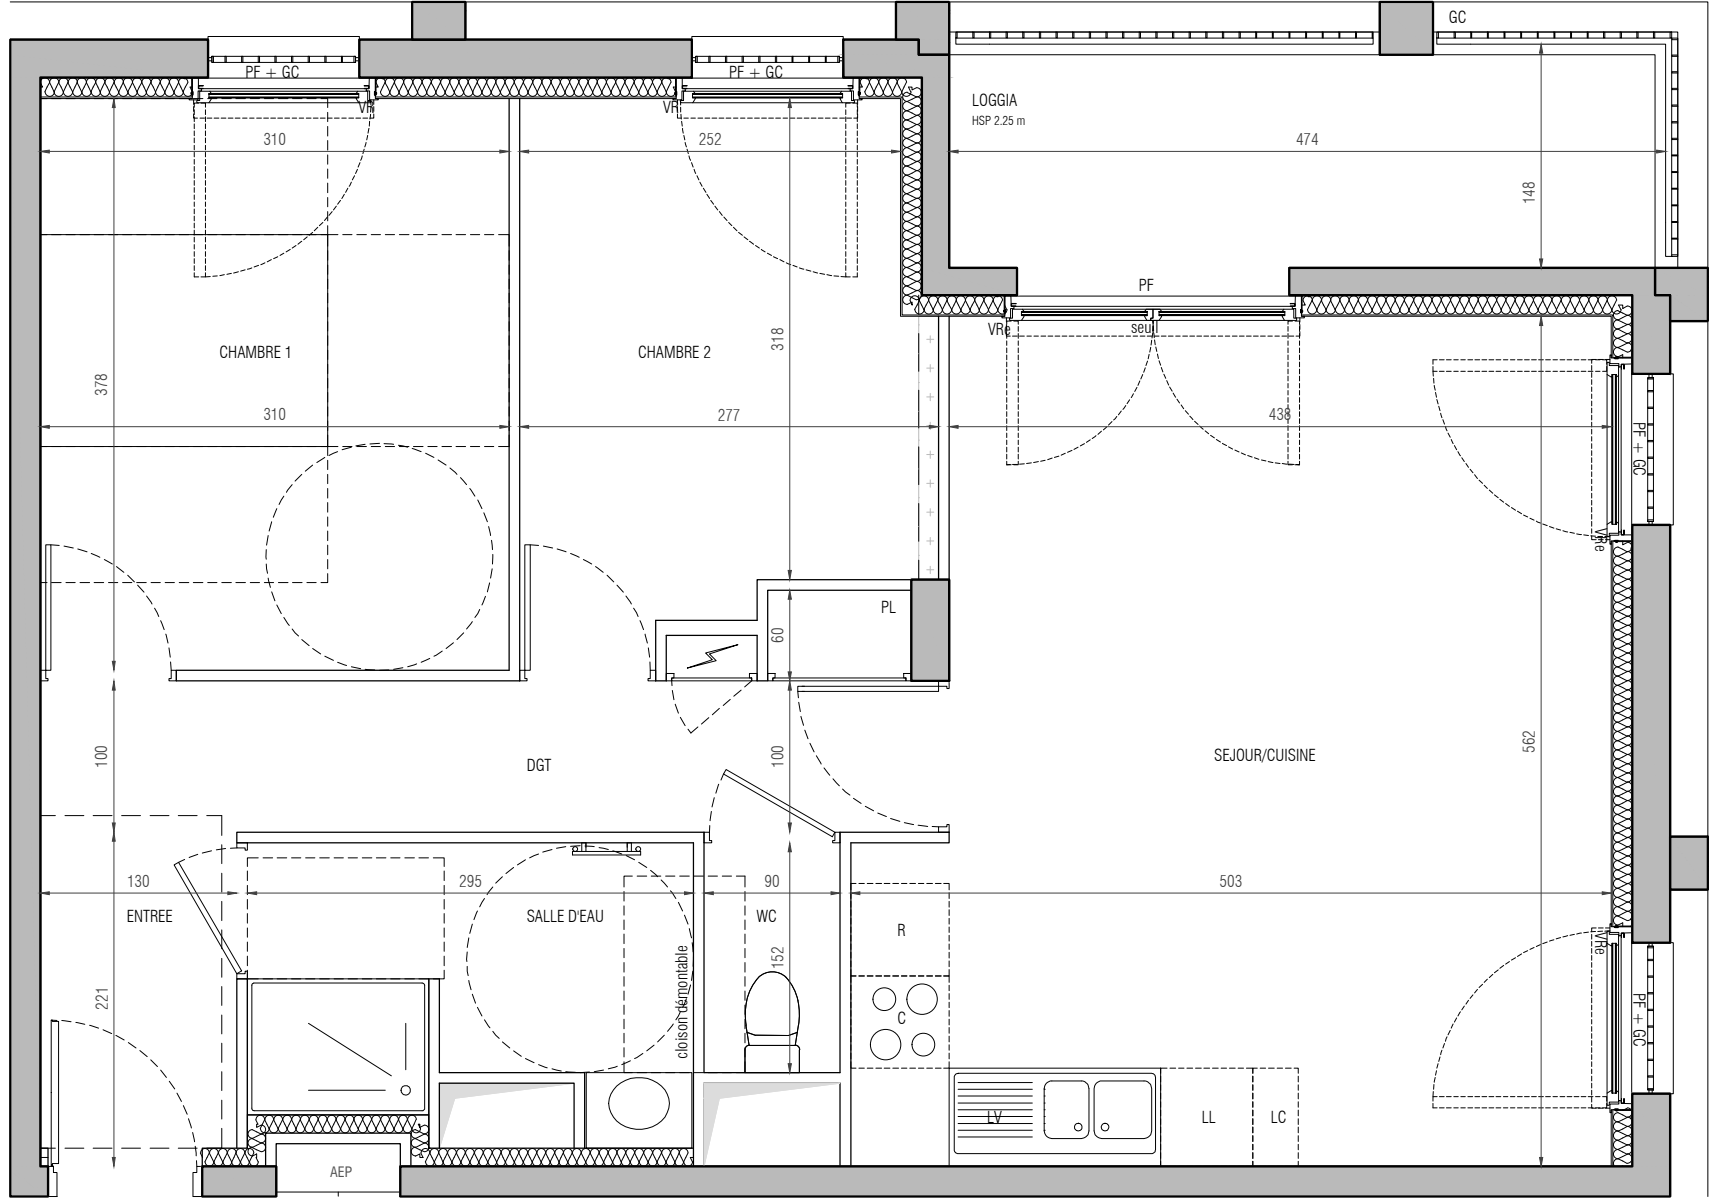 GC
PF + GC
PF + GC
VR
VR
LOGGIA
HSP 2.25 m
310
252
474
148
PF
VRe
seuil
CHAMBRE 1
CHAMBRE 2
318
378
310
277
438
PF + GC
VRe
PL
60
100
DGT
100
SEJOUR/CUISINE
562
130
295
90
503
ENTREE
SALLE D'EAU
WC
R
VRe
152
cloison démontable
221
C
PF + GC
LV
LL
LC
AEP